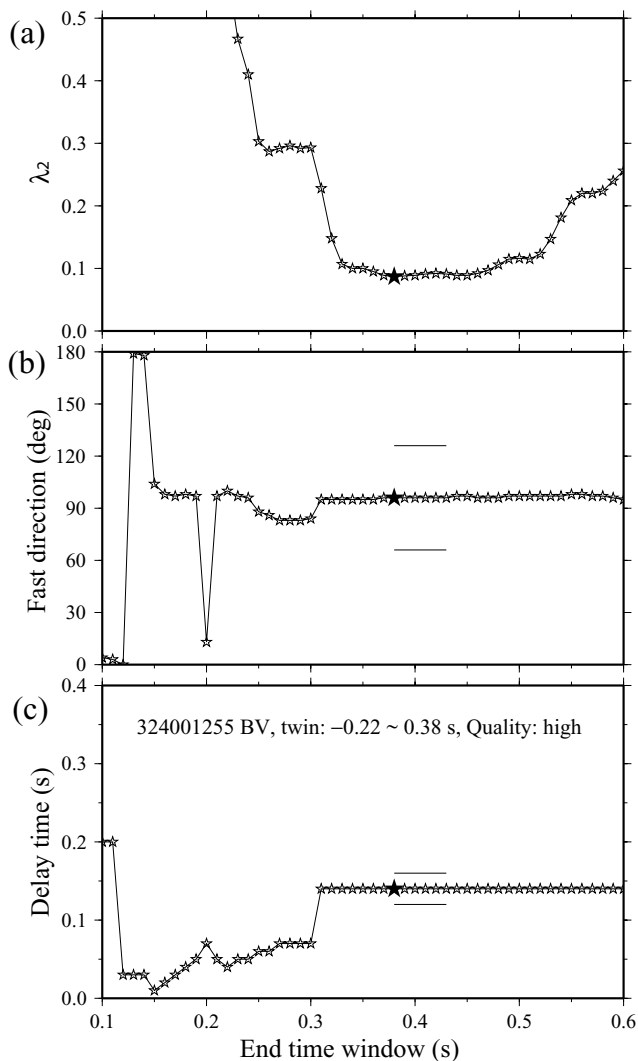 (a)
0.5
0.4
0.3
0.2
0.1
0.0
λ2
(b)
180
150
120
90
60
30
0
Fast direction (deg)
(c)
0.4
0.3
0.2
0.1
0.0
Delay time (s)
324001255 BV, twin: −0.22 ~ 0.38 s, Quality: high
0.1 0.2 0.3 0.4 0.5 0.6
End time window (s)